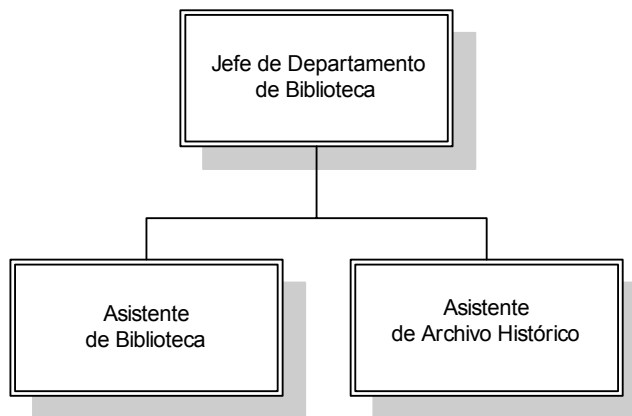 Jefe de Departamento
de Biblioteca
Asistente
de Biblioteca
Asistente
de Archivo Histórico